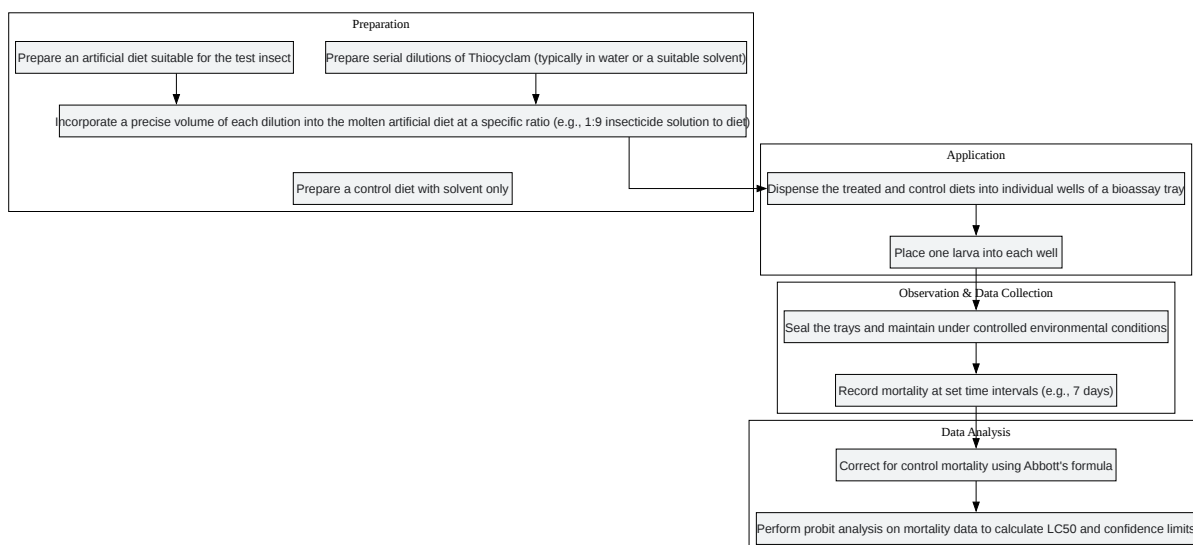 Preparation
Prepare an artificial diet suitable for the test insect
Prepare serial dilutions of Thiocyclam (typically in water or a suitable solvent)
Incorporate a precise volume of each dilution into the molten artificial diet at a specific ratio (e.g., 1:9 insecticide solution to diet)
Prepare a control diet with solvent only
Application
Dispense the treated and control diets into individual wells of a bioassay tray
Place one larva into each well
Observation & Data Collection
Seal the trays and maintain under controlled environmental conditions
Record mortality at set time intervals (e.g., 7 days)
Data Analysis
Correct for control mortality using Abbott's formula
Perform probit analysis on mortality data to calculate LC50 and confidence limits